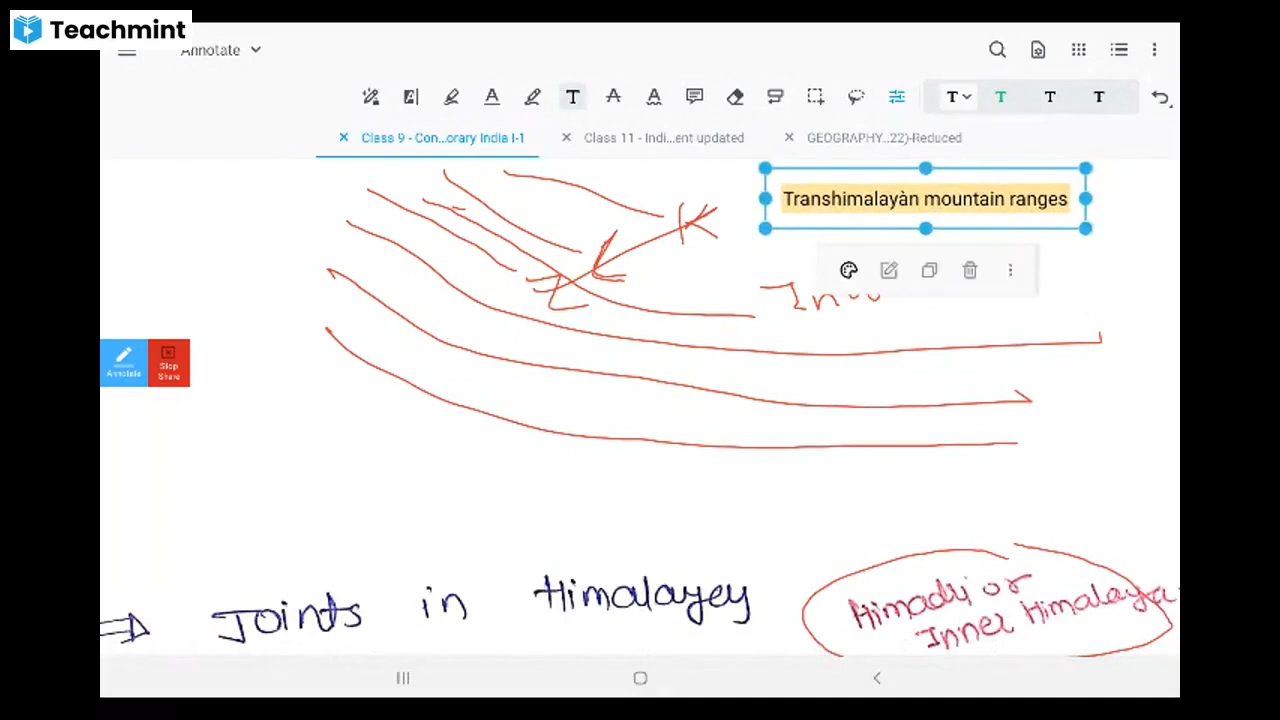 Teachmint
Annotate
T T T T T
Class 9 - Con...orary India I-1
Class 11 - Indi...ent updated
GEOGRAPHY...22)-Reduced
Transhimalayàn mountain ranges
K
L
Z
Annotate
Stop
Share
⇒ Joints in Himalayey
Himadri or
Inner Himalaya